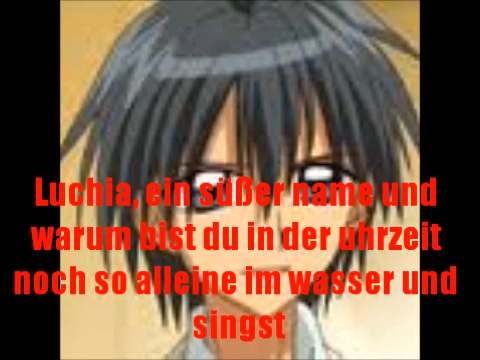 Luchia, ein süßer name und
warum bist du in der uhrzeit
noch so alleine im wasser und
singst